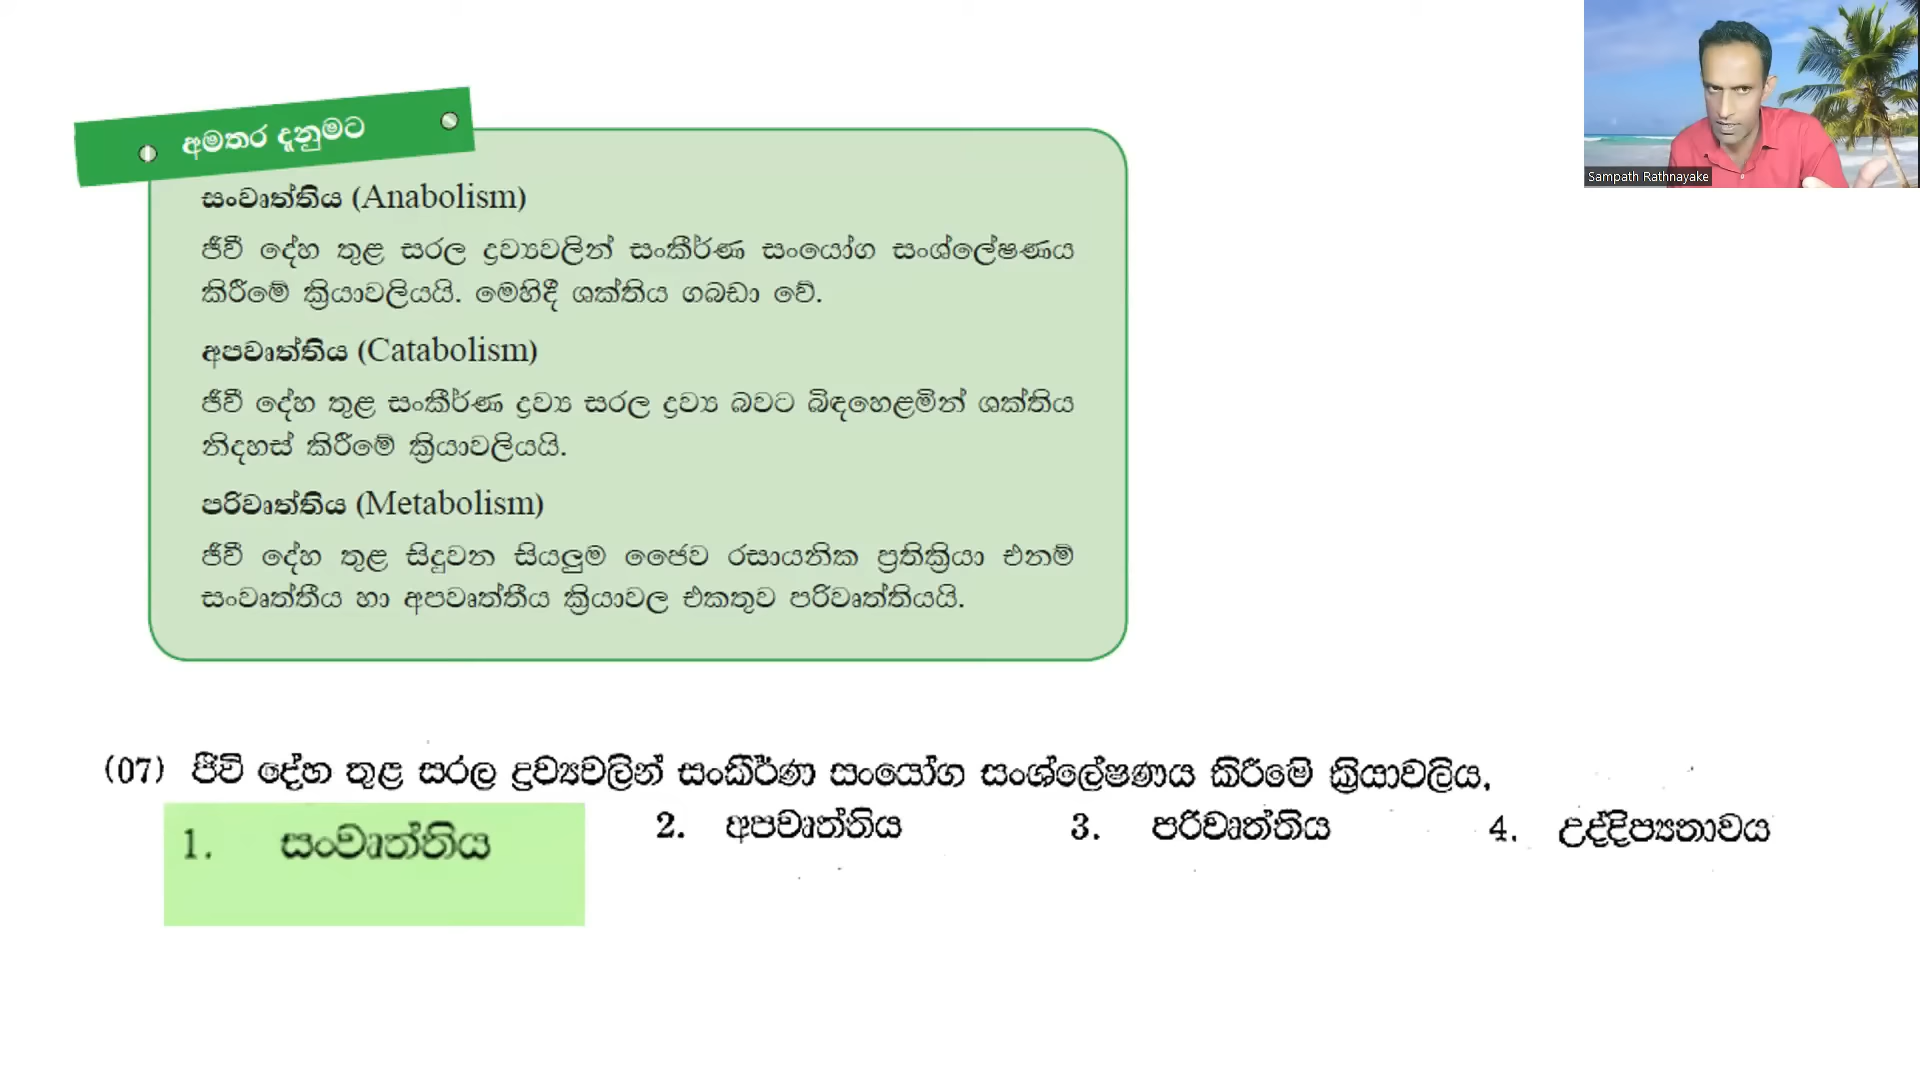 අමතර දැනුමට
සංවෘත්තිය (Anabolism)
ජීවී දේහ තුළ සරල ද්‍රව්‍යවලින් සංකීර්ණ සංයෝග සංශ්ලේෂණය
කිරීමේ ක්‍රියාවලියයි. මෙහිදී ශක්තිය ගබඩා වේ.
අපවෘත්තිය (Catabolism)
ජීවී දේහ තුළ සංකීර්ණ ද්‍රව්‍ය සරල ද්‍රව්‍ය බවට බිඳහෙළමින් ශක්තිය
නිදහස් කිරීමේ ක්‍රියාවලියයි.
පරිවෘත්තිය (Metabolism)
ජීවී දේහ තුළ සිදුවන සියලුම ජෛව රසායනික ප්‍රතික්‍රියා එනම්
සංවෘත්තීය හා අපවෘත්තීය ක්‍රියාවල එකතුව පරිවෘත්තියයි.
Sampath Rathnayake
(07) ජීවී දේහ තුළ සරල ද්‍රව්‍යවලින් සංකීර්ණ සංයෝග සංශ්ලේෂණය කිරීමේ ක්‍රියාවලිය,
1. සංවෘත්තිය 2. අපවෘත්තිය 3. පරිවෘත්තිය 4. උද්දීප්‍යතාවය